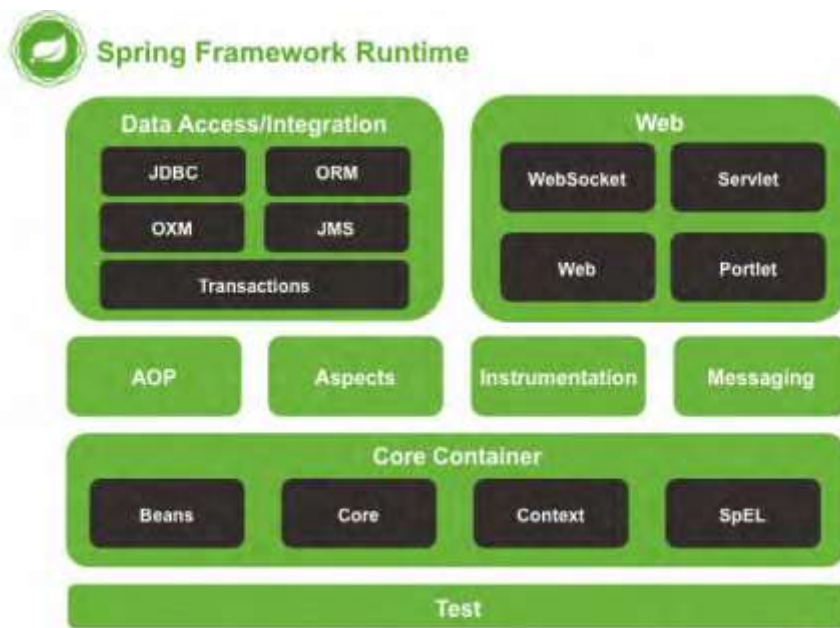 Spring Framework Runtime
Data Access/Integration
JDBC
ORM
OXM
JMS
Transactions
Web
WebSocket
Servlet
Web
Portlet
AOP
Aspects
Instrumentation
Messaging
Core Container
Beans
Core
Context
SpEL
Test